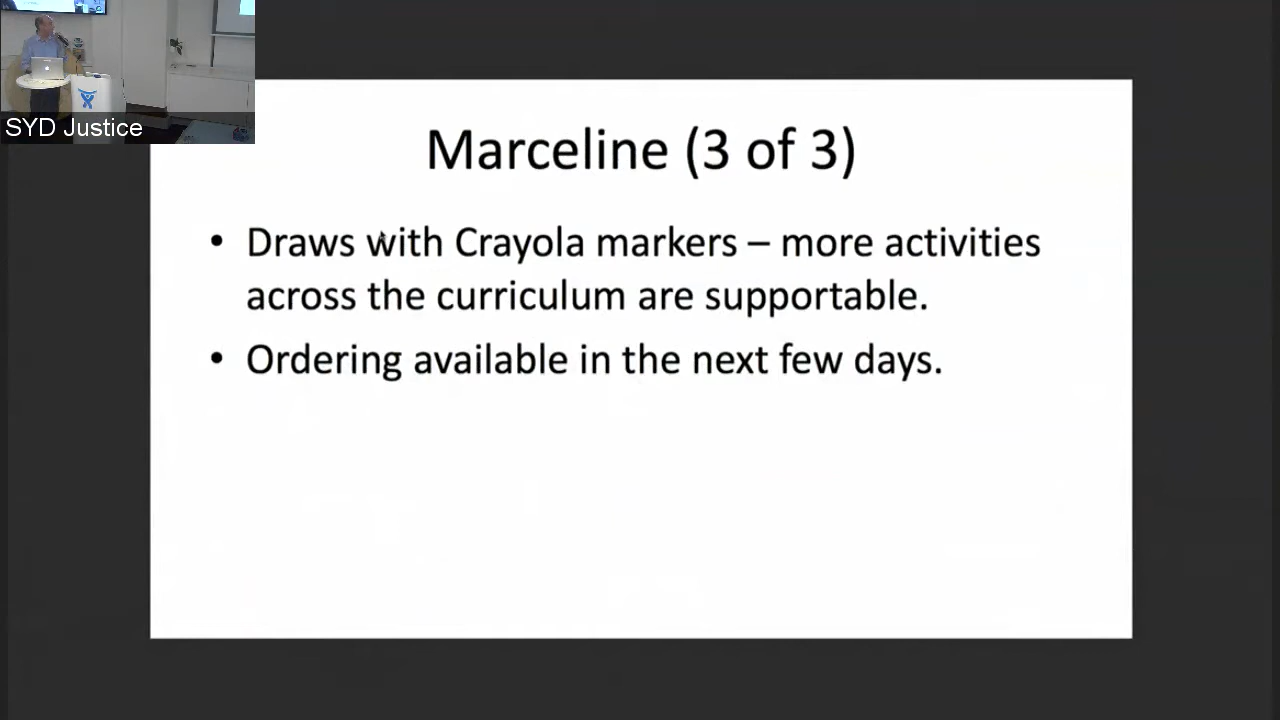 SYD Justice
Marceline (3 of 3)
• Draws with Crayola markers – more activities
across the curriculum are supportable.
• Ordering available in the next few days.